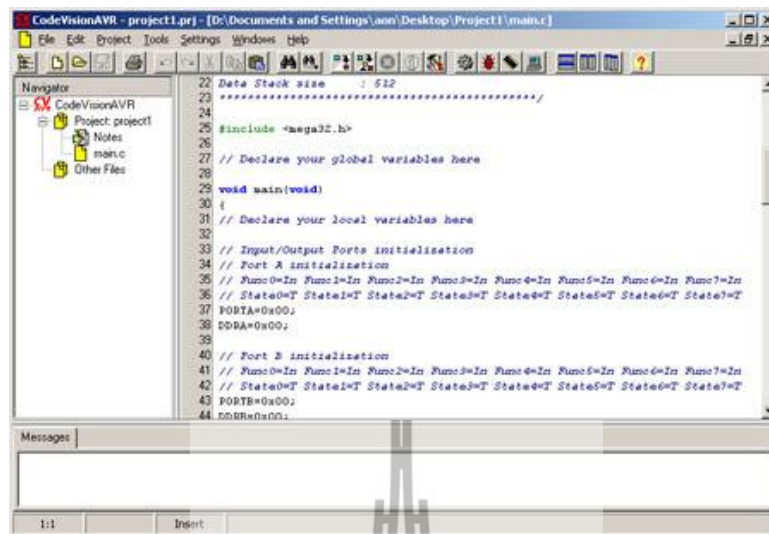 CodeVisionAVR - project1.prj - [D:\Documents and Settings\aon\Desktop\Project1\main.c]
File Edit Project Tools Settings Windows Help
Navigator
CodeVisionAVR
Project: project1
Notes
main.c
Other Files
22 Data Stack size : 512
23 *********************************************/
24
25 #include <mega32.h>
26
27 // Declare your global variables here
28
29 void main(void)
30 {
31 // Declare your local variables here
32
33 // Input/Output Ports initialization
34 // Port A initialization
35 // Func0=In Func1=In Func2=In Func3=In Func4=In Func5=In Func6=In Func7=In
36 // State0=T State1=T State2=T State3=T State4=T State5=T State6=T State7=T
37 PORTA=0x00;
38 DDRA=0x00;
39
40 // Port B initialization
41 // Func0=In Func1=In Func2=In Func3=In Func4=In Func5=In Func6=In Func7=In
42 // State0=T State1=T State2=T State3=T State4=T State5=T State6=T State7=T
43 PORTB=0x00;
44 DDRB=0x00;
Messages
1:1 Insert